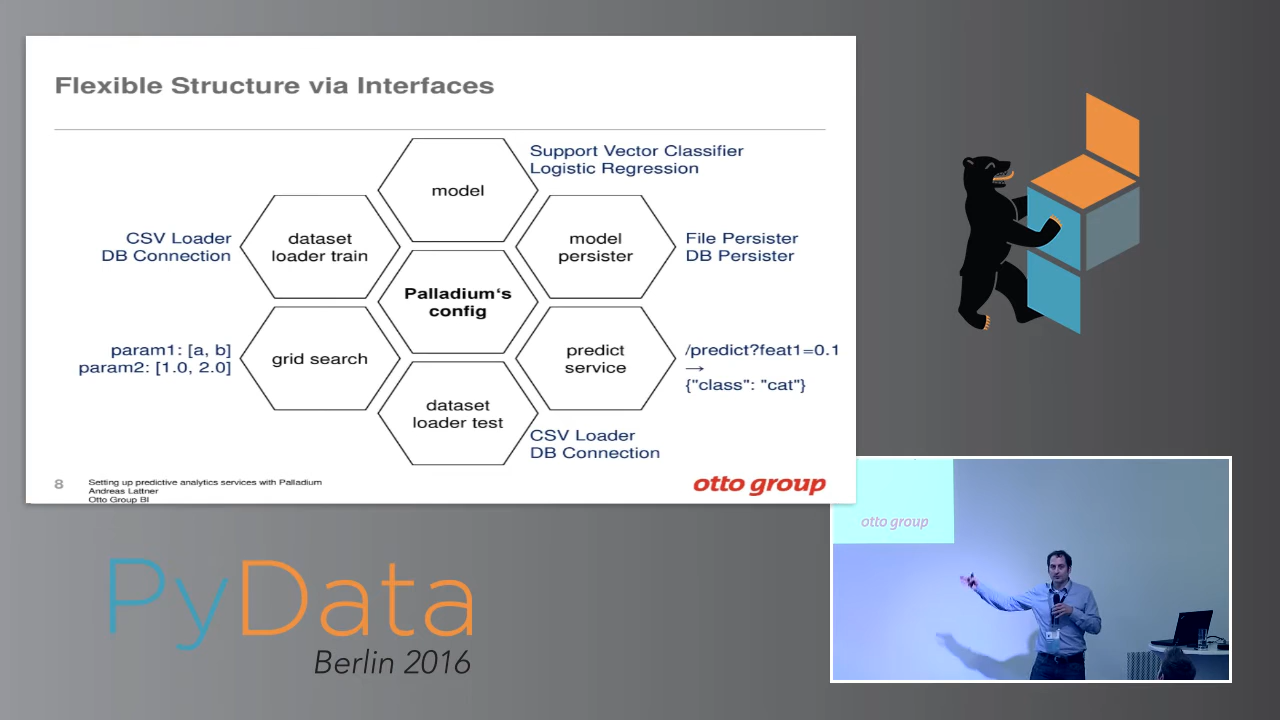 Flexible Structure via Interfaces
model
Support Vector Classifier
Logistic Regression
CSV Loader
DB Connection
dataset
loader train
model
persister
File Persister
DB Persister
Palladium‘s
config
param1: [a, b]
param2: [1.0, 2.0]
grid search
predict
service
/predict?feat1=0.1
→
{"class": "cat"}
dataset
loader test
CSV Loader
DB Connection
8
Setting up predictive analytics services with Palladium
Andreas Lattner
Otto Group BI
otto group
otto group
PyData
Berlin 2016